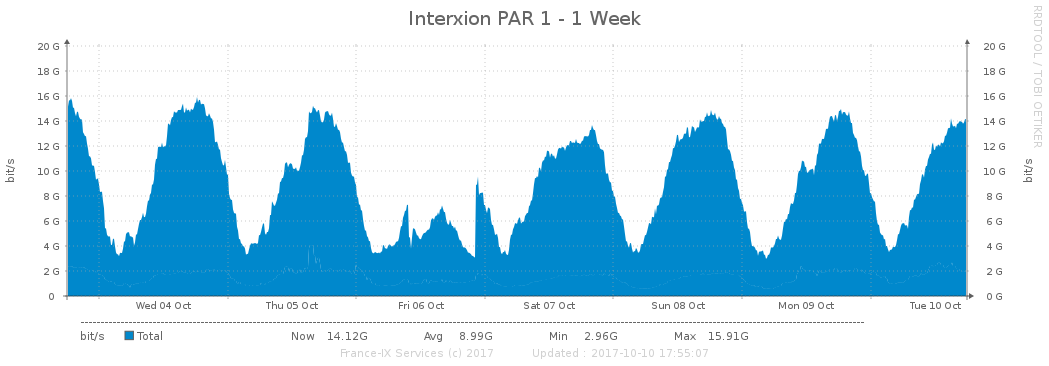 Interxion PAR 1 - 1 Week
RRDTOOL / TOBI OETIKER
20 G 20 G
18 G 18 G
16 G 16 G
14 G 14 G
12 G 12 G
10 G 10 G
8 G 8 G
6 G 6 G
4 G 4 G
2 G 2 G
0 0 G
bit/s
bit/s
Wed 04 Oct Thu 05 Oct Fri 06 Oct Sat 07 Oct Sun 08 Oct Mon 09 Oct Tue 10 Oct
bit/s Total Now 14.12G Avg 8.99G Min 2.96G Max 15.91G
France-IX Services (c) 2017 Updated : 2017-10-10 17:55:07